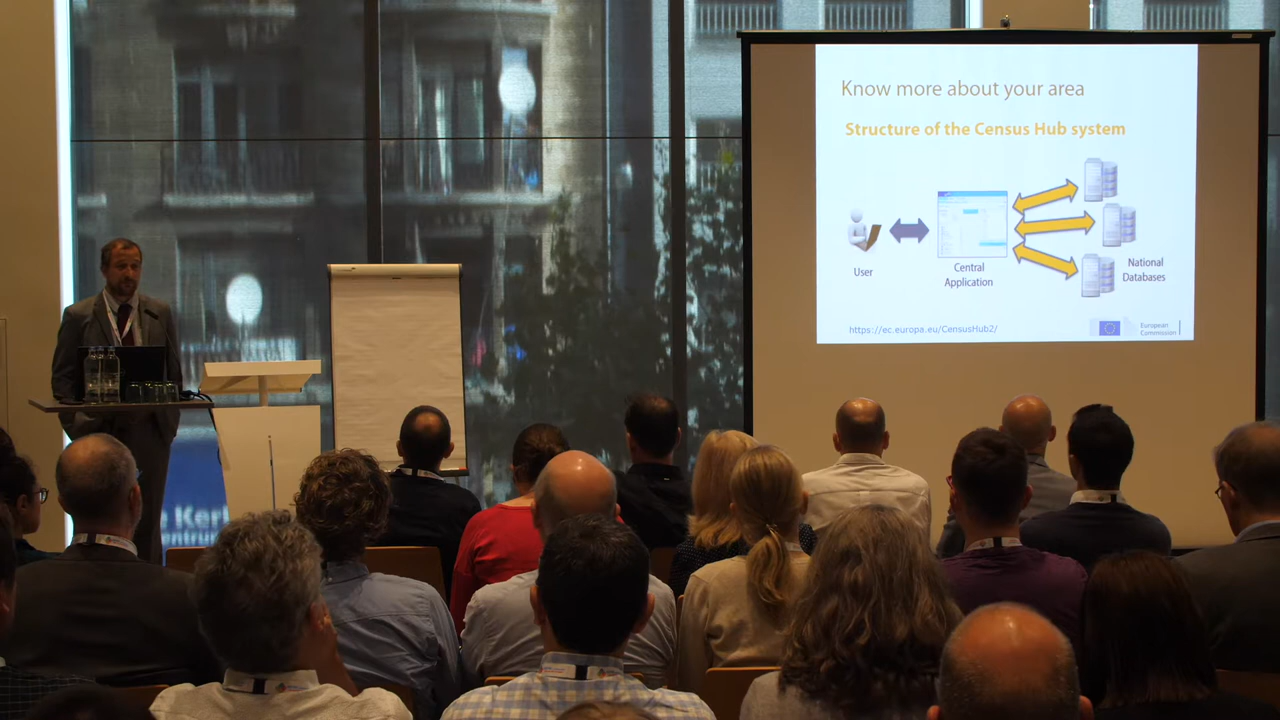 Know more about your area
Structure of the Census Hub system
User
Central
Application
National
Databases
https://ec.europa.eu/CensusHub2/
European
Commission